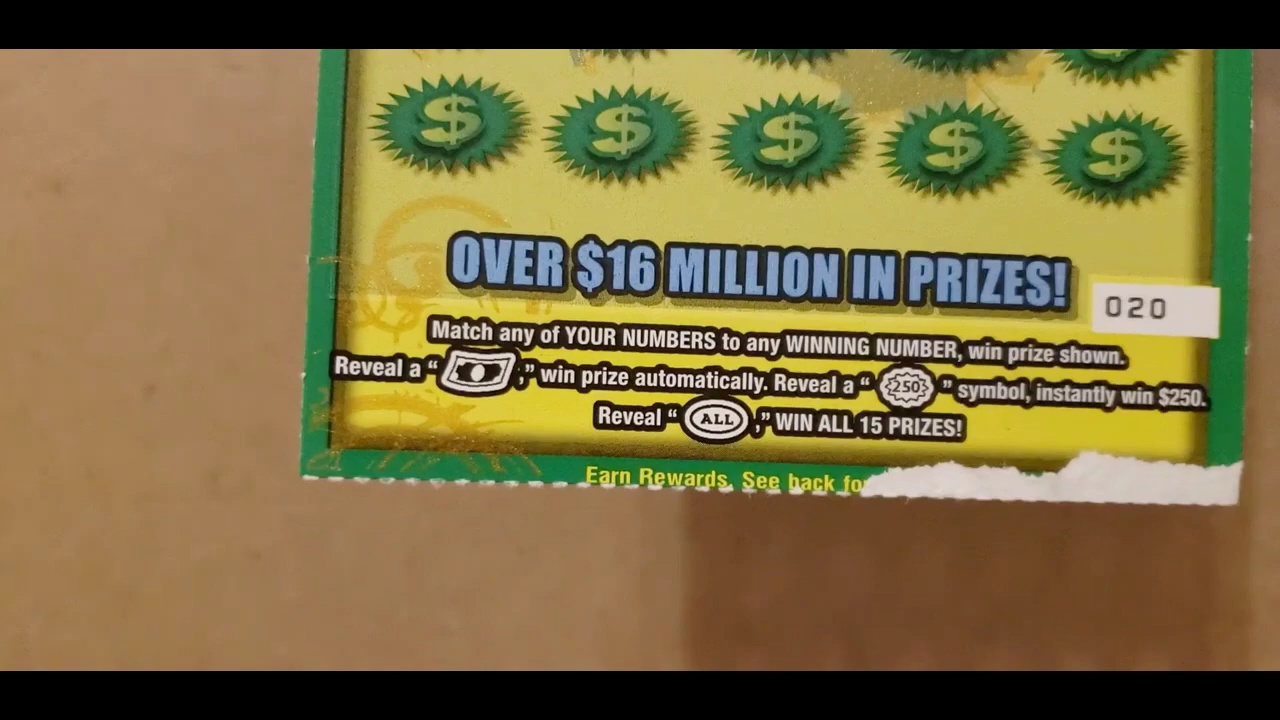 $ $ $ $ $
OVER $16 MILLION IN PRIZES!
020
Match any of YOUR NUMBERS to any WINNING NUMBER, win prize shown.
Reveal a “ ,” win prize automatically. Reveal a “ 250 ” symbol, instantly win $250.
Reveal “ ALL ,” WIN ALL 15 PRIZES!
Earn Rewards. See back for